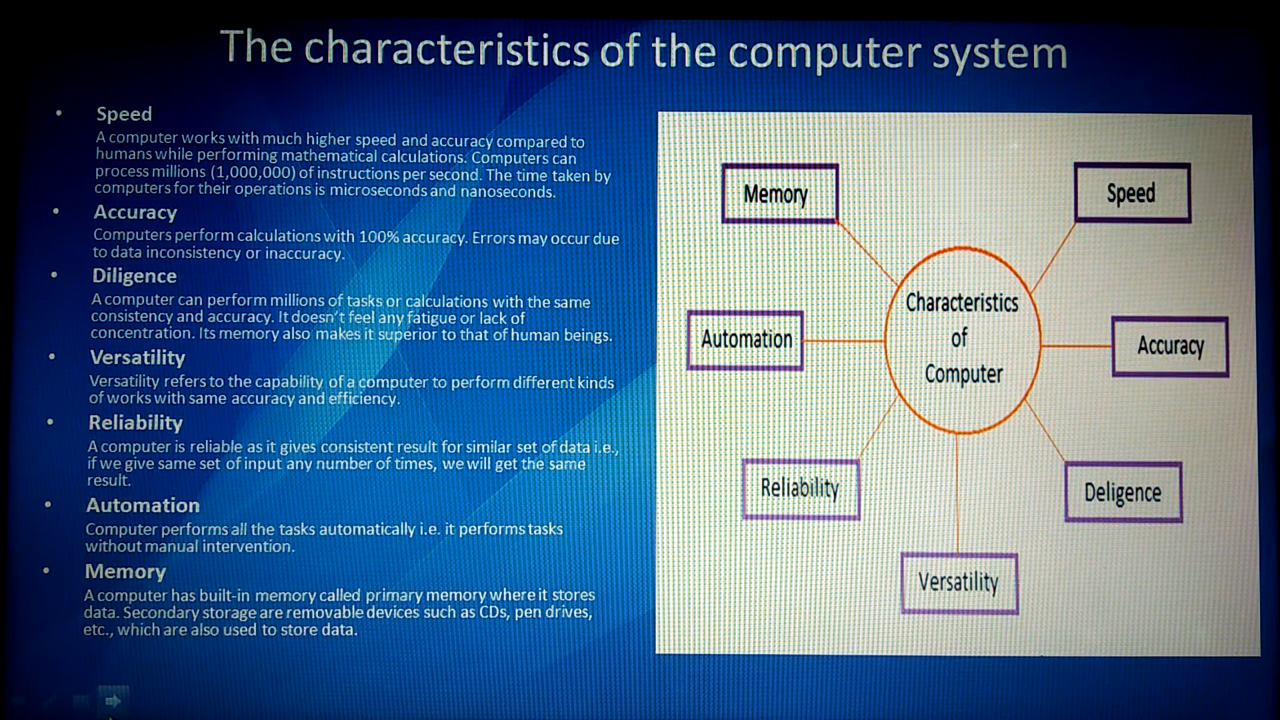 The characteristics of the computer system
• Speed
A computer works with much higher speed and accuracy compared to
humans while performing mathematical calculations. Computers can
process millions (1,000,000) of instructions per second. The time taken by
computers for their operations is microseconds and nanoseconds.
• Accuracy
Computers perform calculations with 100% accuracy. Errors may occur due
to data inconsistency or inaccuracy.
• Diligence
A computer can perform millions of tasks or calculations with the same
consistency and accuracy. It doesn't feel any fatigue or lack of
concentration. Its memory also makes it superior to that of human beings.
• Versatility
Versatility refers to the capability of a computer to perform different kinds
of works with same accuracy and efficiency.
• Reliability
A computer is reliable as it gives consistent result for similar set of data i.e.,
if we give same set of input any number of times, we will get the same
result.
• Automation
Computer performs all the tasks automatically i.e. it performs tasks
without manual intervention.
• Memory
A computer has built-in memory called primary memory where it stores
data. Secondary storage are removable devices such as CDs, pen drives,
etc., which are also used to store data.
Memory
Speed
Characteristics
of
Computer
Automation
Accuracy
Reliability
Deligence
Versatility